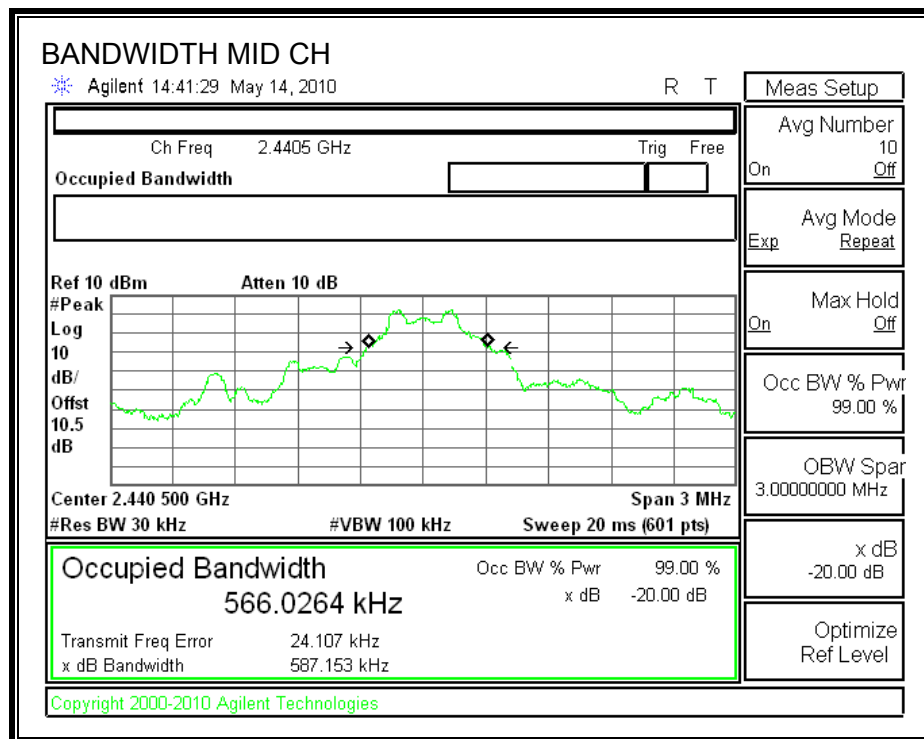 BANDWIDTH MID CH
Agilent 14:41:29 May 14, 2010 R T
Ch Freq 2.4405 GHz Trig Free
Occupied Bandwidth
Ref 10 dBm Atten 10 dB
#Peak
Log
10
dB/
Offst
10.5
dB
Center 2.440 500 GHz Span 3 MHz
#Res BW 30 kHz #VBW 100 kHz Sweep 20 ms (601 pts)
Occupied Bandwidth
566.0264 kHz
Occ BW % Pwr 99.00 %
x dB -20.00 dB
Transmit Freq Error 24.107 kHz
x dB Bandwidth 587.153 kHz
Copyright 2000-2010 Agilent Technologies
Meas Setup
Avg Number
10
On Off
Avg Mode
Exp Repeat
Max Hold
On Off
Occ BW % Pwr
99.00 %
OBW Span
3.00000000 MHz
x dB
-20.00 dB
Optimize
Ref Level